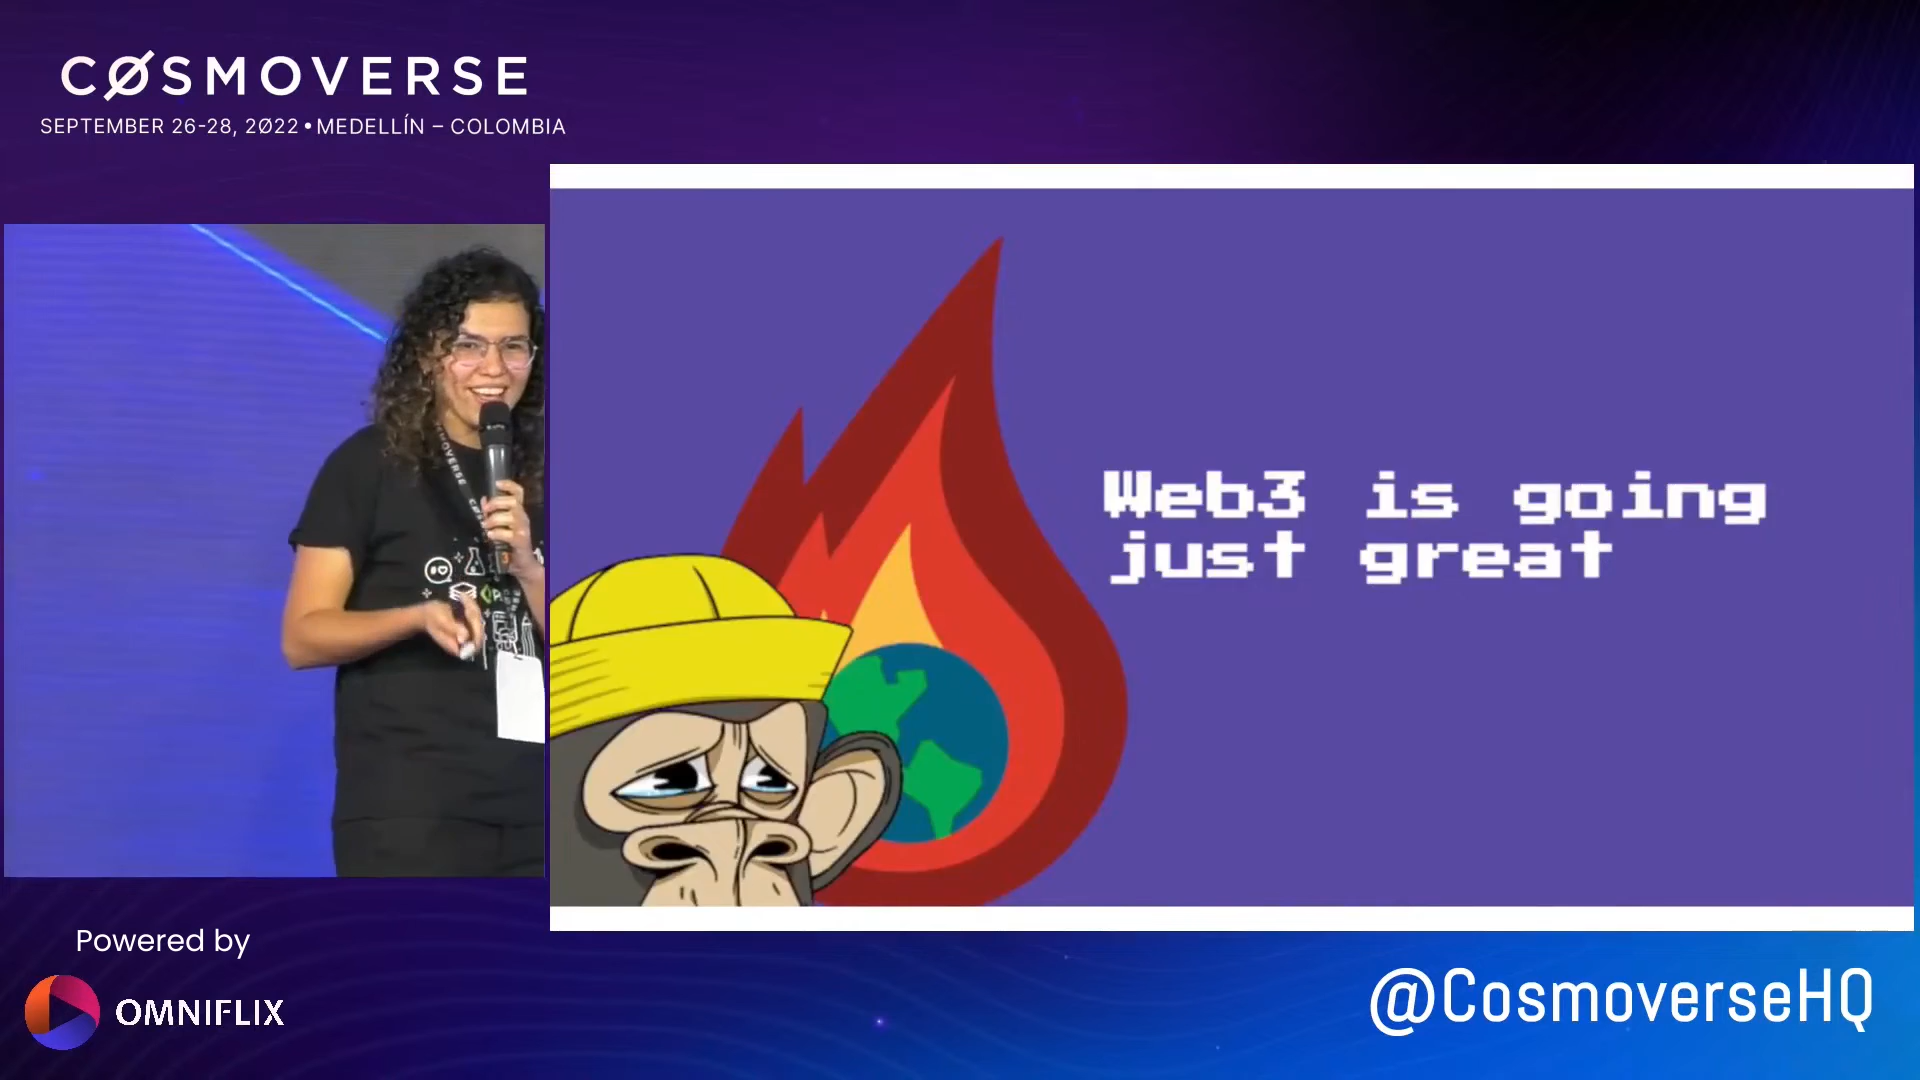 CØSMOVERSE
SEPTEMBER 26-28, 2Ø22 • MEDELLÍN – COLOMBIA
Web3 is going
just great
Powered by
OMNIFLIX
@CosmoverseHQ